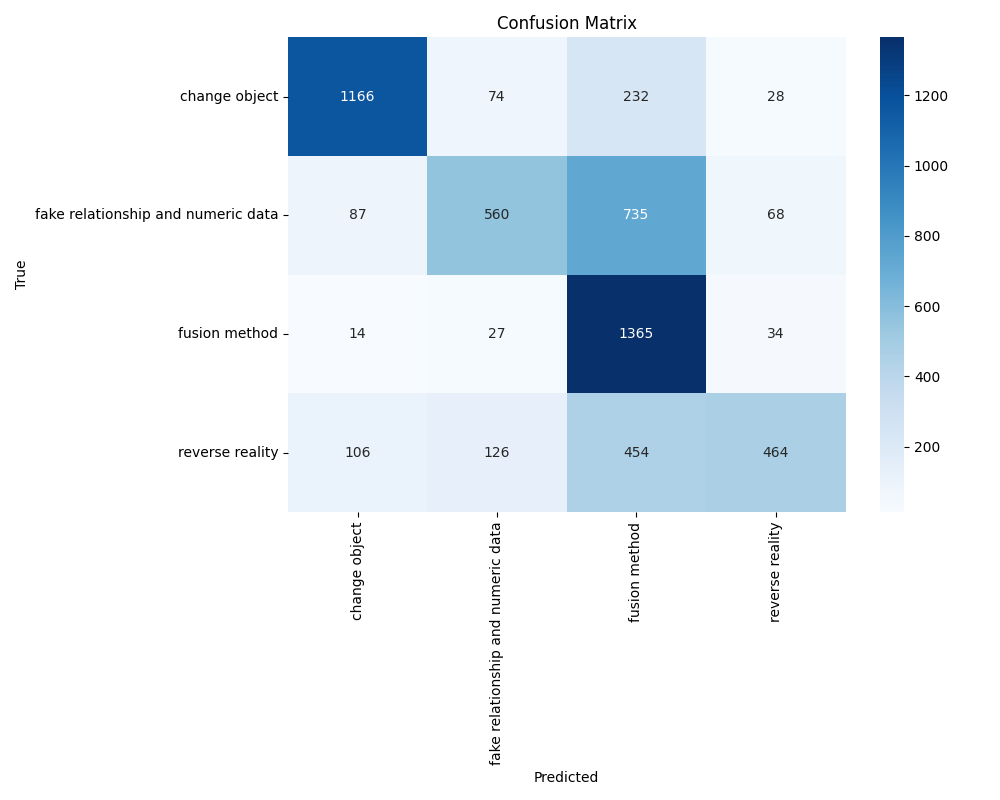 Confusion Matrix
change object 1166 74 232 28
fake relationship and numeric data 87 560 735 68
fusion method 14 27 1365 34
reverse reality 106 126 454 464
True
change object
fake relationship and numeric data
fusion method
reverse reality
Predicted
1200
1000
800
600
400
200